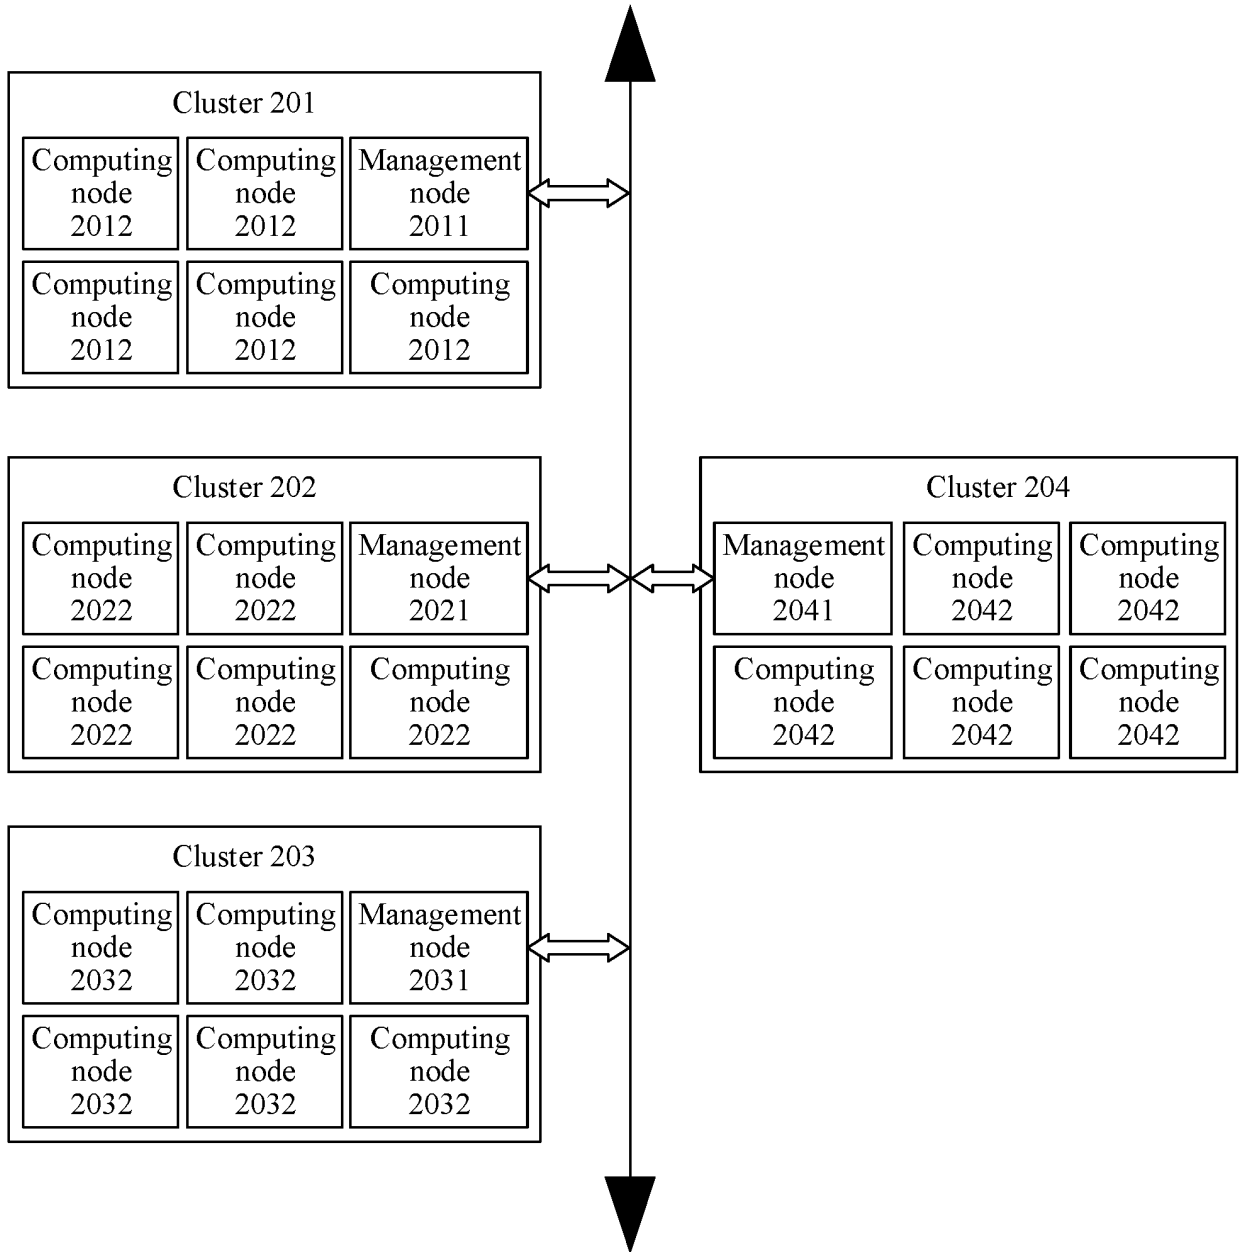 Cluster 201
Computing
node
2012
Computing
node
2012
Management
node
2011
Computing
node
2012
Computing
node
2012
Computing
node
2012
Cluster 202
Computing
node
2022
Computing
node
2022
Management
node
2021
Computing
node
2022
Computing
node
2022
Computing
node
2022
Cluster 204
Management
node
2041
Computing
node
2042
Computing
node
2042
Computing
node
2042
Computing
node
2042
Computing
node
2042
Cluster 203
Computing
node
2032
Computing
node
2032
Management
node
2031
Computing
node
2032
Computing
node
2032
Computing
node
2032